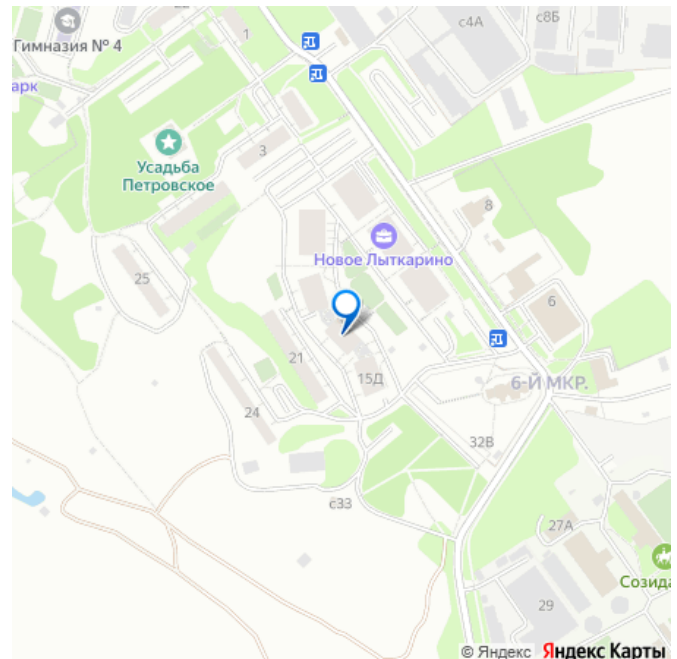 с4А
с8Б
22
1
Гимназия № 4
арк
3
Усадьба
Петровское
8
Новое Лыткарино
25
6
21
15Д
6-Й МКР.
24
32В
с33
27А
Созида
29
© Яндекс Яндекс Карты